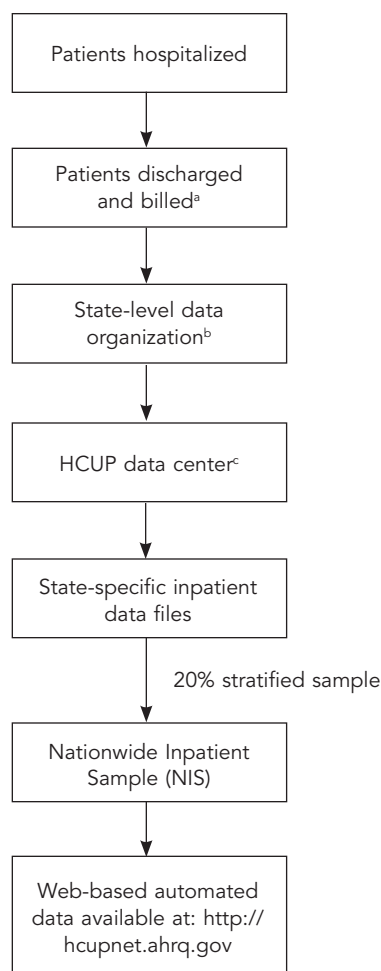 Patients hospitalized
Patients discharged
and billedᵃ
State-level data
organizationᵇ
HCUP data centerᶜ
State-specific inpatient
data files
20% stratified sample
Nationwide Inpatient
Sample (NIS)
Web-based automated
data available at: http://
hcupnet.ahrq.gov